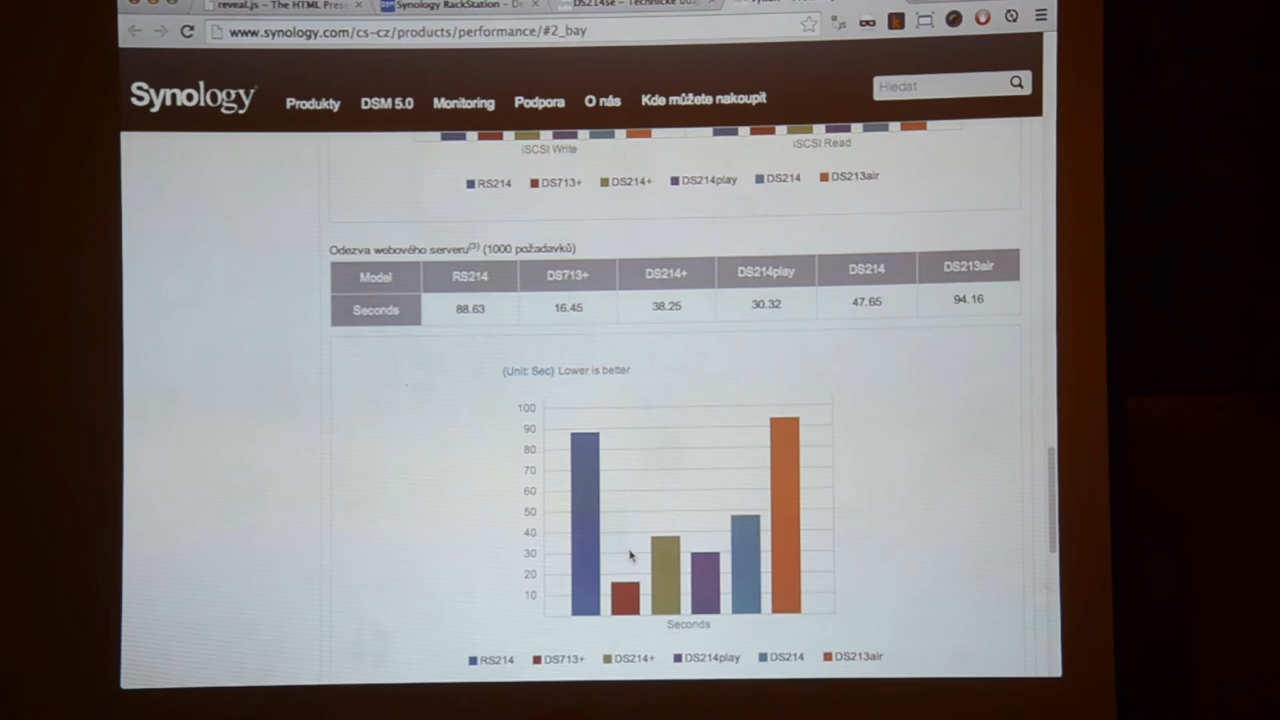 reveal.js – The HTML Pres
Synology RackStation – De
DS214se – Technické úda
www.synology.com/cs-cz/products/performance/#2_bay
Synology
Produkty DSM 5.0 Monitoring Podpora O nás Kde můžete nakoupit
Hledat
iSCSI Write iSCSI Read
RS214 DS713+ DS214+ DS214play DS214 DS213air
Odezva webového serveru(3) (1000 požadavků)
Model RS214 DS713+ DS214+ DS214play DS214 DS213air
Seconds 88.63 16.45 38.25 30.32 47.65 94.16
(Unit: Sec) Lower is better
100
90
80
70
60
50
40
30
20
10
Seconds
RS214 DS713+ DS214+ DS214play DS214 DS213air